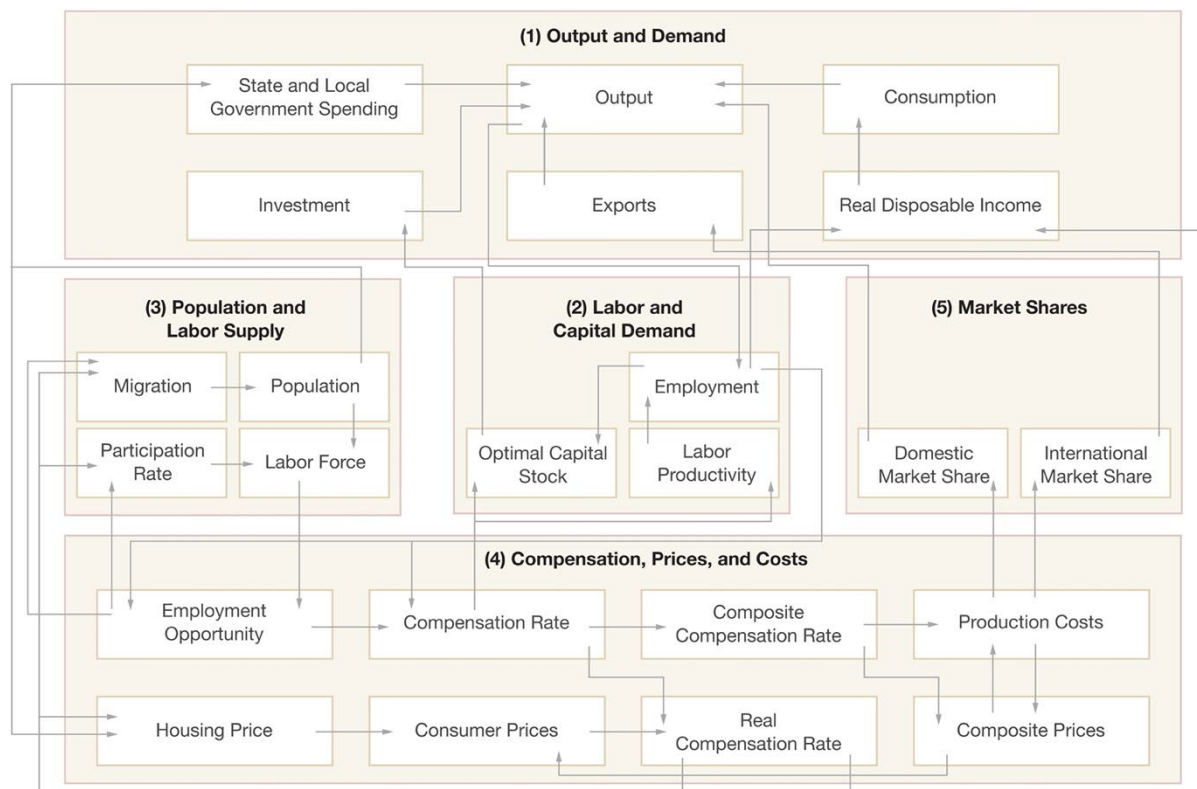 (1) Output and Demand
State and Local
Government Spending
Output
Consumption
Investment
Exports
Real Disposable Income
(3) Population and
Labor Supply
Migration
Population
Participation
Rate
Labor Force
(2) Labor and
Capital Demand
Employment
Optimal Capital
Stock
Labor
Productivity
(5) Market Shares
Domestic
Market Share
International
Market Share
(4) Compensation, Prices, and Costs
Employment
Opportunity
Compensation Rate
Composite
Compensation Rate
Production Costs
Housing Price
Consumer Prices
Real
Compensation Rate
Composite Prices